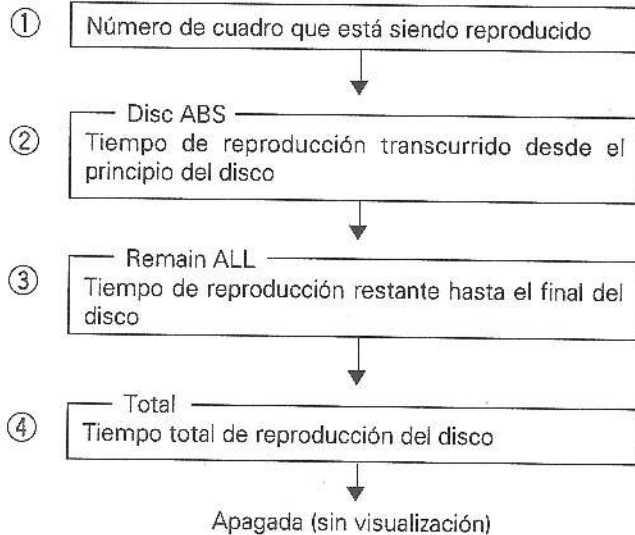 ① Número de cuadro que está siendo reproducido
Disc ABS
② Tiempo de reproducción transcurrido desde el
principio del disco
Remain ALL
③ Tiempo de reproducción restante hasta el final del
disco
Total
④ Tiempo total de reproducción del disco
Apagada (sin visualización)